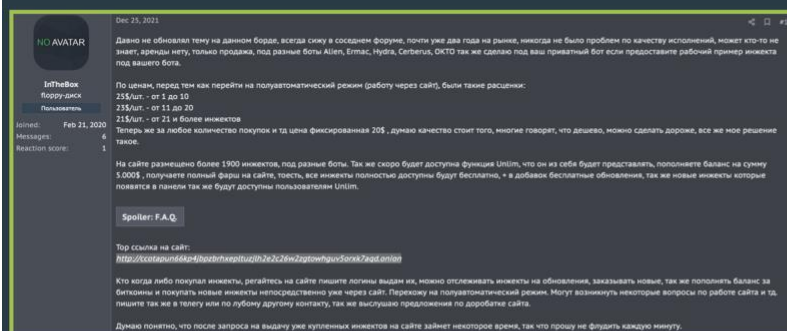 Dec 25, 2021
#1
NO AVATAR
InTheBox
floppy-диск
Пользователь
Joined: Feb 21, 2020
Messages: 6
Reaction score: 1
Давно не обновлял тему на данном борде, всегда сижу в соседнем форуме, почти уже два года на рынке, никогда не было проблем по качеству исполнений, может кто-то не
знает, аренды нету, только продажа, под разные боты Alien, Ermac, Hydra, Cerberus, ОКТО так же сделаю под ваш приватный бот если предоставите рабочий пример инжекта
под вашего бота.
По ценам, перед тем как перейти на полуавтоматический режим (работу через сайт), были такие расценки:
25$/шт. - от 1 до 10
23$/шт. - от 11 до 20
21$/шт. - от 21 и более инжектов
Теперь же за любое количество покупок и тд цена фиксированная 20$ , думаю качество стоит того, многие говорят, что дешево, можно сделать дороже, все же мое решение
такое.
На сайте размещено более 1900 инжектов, под разные боты. Так же скоро будет доступна функция Unlim, что он из себя будет представлять, пополняете баланс на сумму
5.000$ , получаете полный фарш на сайте, тоесть, все инжекты полностью доступны будут бесплатно, + в добавок бесплатные обновления, так же новые инжекты которые
появятся в панели так же будут доступны пользователям Unlim.
Spoiler: F.A.Q.
Тор ссылка на сайт:
Кто когда либо покупал инжекты, регайтесь на сайте пишите логины выдам их, можно отслеживать инжекты на обновления, заказывать новые, так же пополнять баланс за
биткоины и покупать новые инжекты непосредственно уже через сайт. Перехожу на полуавтоматический режим. Могут возникнуть некоторые вопросы по работе сайта и тд.
пишите так же в телегу или по любому другому контакту, так же выслушаю предложения по доработке сайта.
Думаю понятно, что после запроса на выдачу уже купленных инжектов на сайте займет некоторое время, так что прошу не флудить каждую минуту.